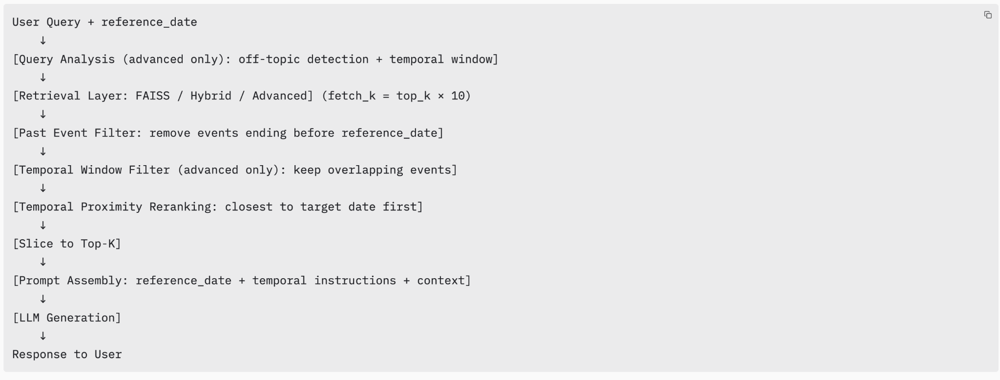 User Query + reference_date
↓
[Query Analysis (advanced only): off-topic detection + temporal window]
↓
[Retrieval Layer: FAISS / Hybrid / Advanced] (fetch_k = top_k × 10)
↓
[Past Event Filter: remove events ending before reference_date]
↓
[Temporal Window Filter (advanced only): keep overlapping events]
↓
[Temporal Proximity Reranking: closest to target date first]
↓
[Slice to Top-K]
↓
[Prompt Assembly: reference_date + temporal instructions + context]
↓
[LLM Generation]
↓
Response to User